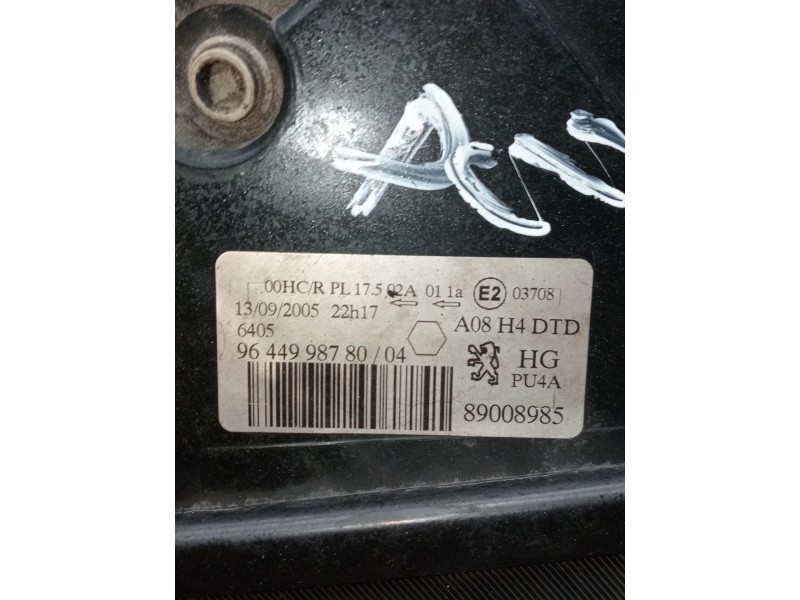 00HC/R PL 17.5 02A 01 1a E2 03708
13/09/2005 22h17
A08 H4 DTD
6405
96 449 987 80 / 04
HG
PU4A
89008985